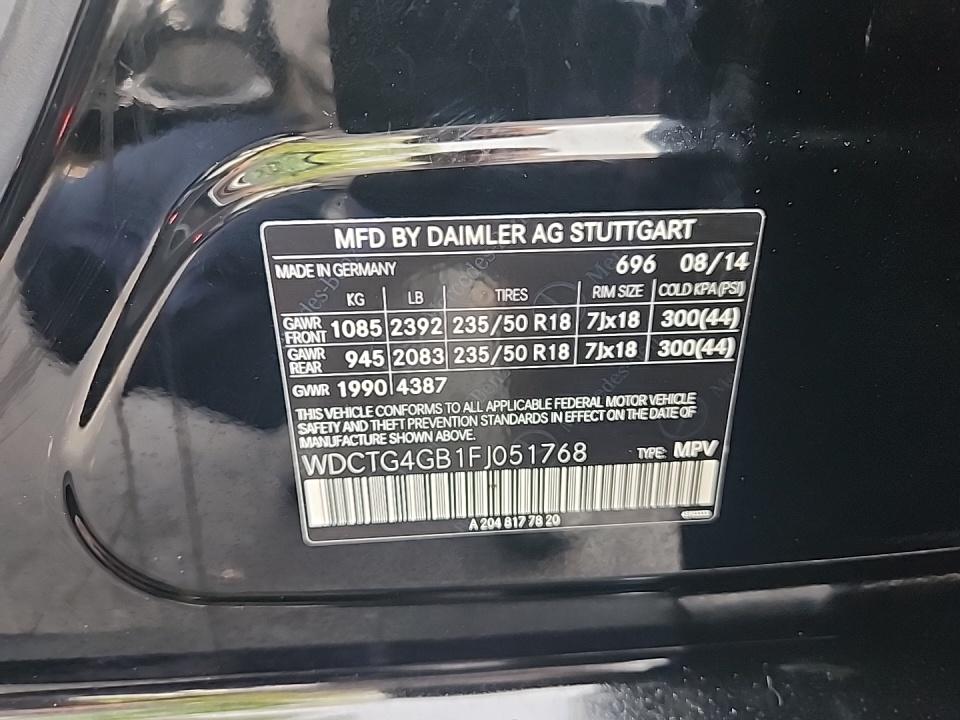 MFD BY DAIMLER AG STUTTGART
MADE IN GERMANY 696 08/14
KG LB TIRES RIM SIZE COLD KPA (PSI)
GAWR FRONT 1085 2392 235/50 R18 7Jx18 300(44)
GAWR REAR 945 2083 235/50 R18 7Jx18 300(44)
GVWR 1990 4387
THIS VEHICLE CONFORMS TO ALL APPLICABLE FEDERAL MOTOR VEHICLE
SAFETY AND THEFT PREVENTION STANDARDS IN EFFECT ON THE DATE OF
MANUFACTURE SHOWN ABOVE.
WDCTG4GB1FJ051768 TYPE: MPV
A 204 817 78 20